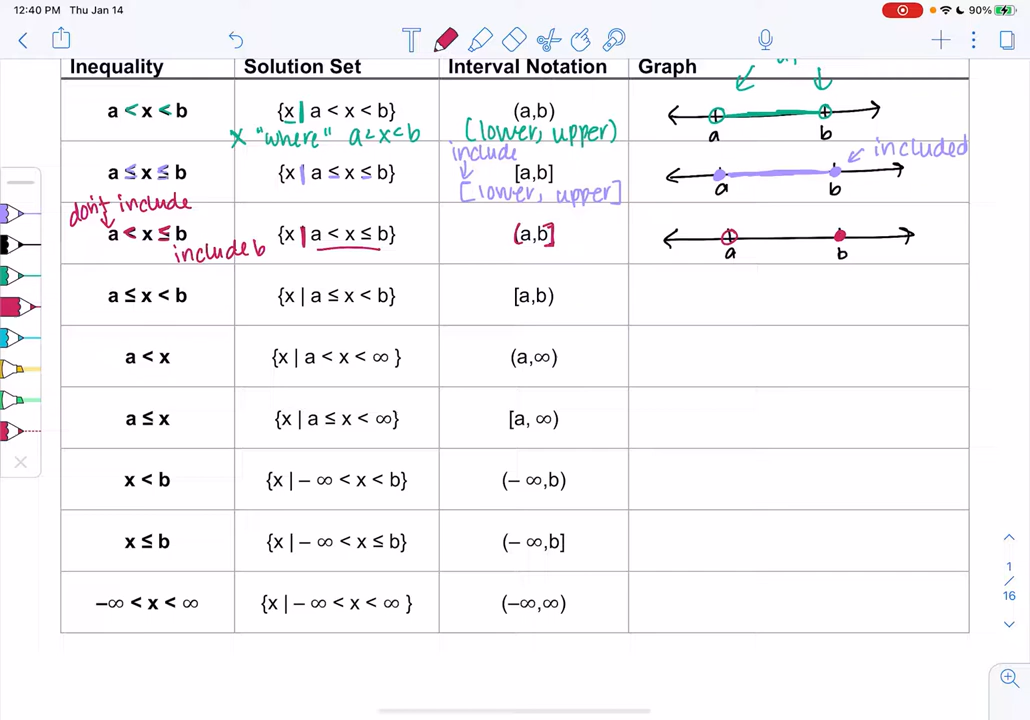 12:40 PM Thu Jan 14 90%
Inequality Solution Set Interval Notation Graph
a < x < b {x | a < x < b} (a,b) a b
x "where" a < x < b (lower, upper)
include included
a ≤ x ≤ b {x | a ≤ x ≤ b} [a,b] a b
[lower, upper]
don't include
a < x ≤ b {x | a < x ≤ b} (a,b] a b
include b
a ≤ x < b {x | a ≤ x < b} [a,b)
a < x {x | a < x < ∞ } (a,∞)
a ≤ x {x | a ≤ x < ∞} [a, ∞)
x < b {x | – ∞ < x < b} (– ∞,b)
x ≤ b {x | – ∞ < x ≤ b} (– ∞,b]
–∞ < x < ∞ {x | – ∞ < x < ∞ } (–∞,∞)
1
/
16